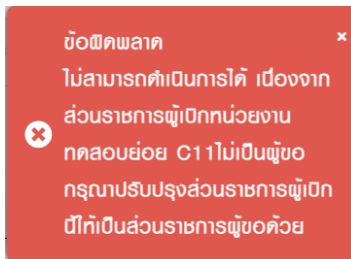 ข้อผิดพลาด
ไม่สามารถดำเนินการได้ เนื่องจาก
ส่วนราชการผู้เบิกหน่วยงาน
ทดสอบย่อย C11ไม่เป็นผู้ขอ
กรุณาปรับปรุงส่วนราชการผู้เบิก
นี้ให้เป็นส่วนราชการผู้ขอด้วย